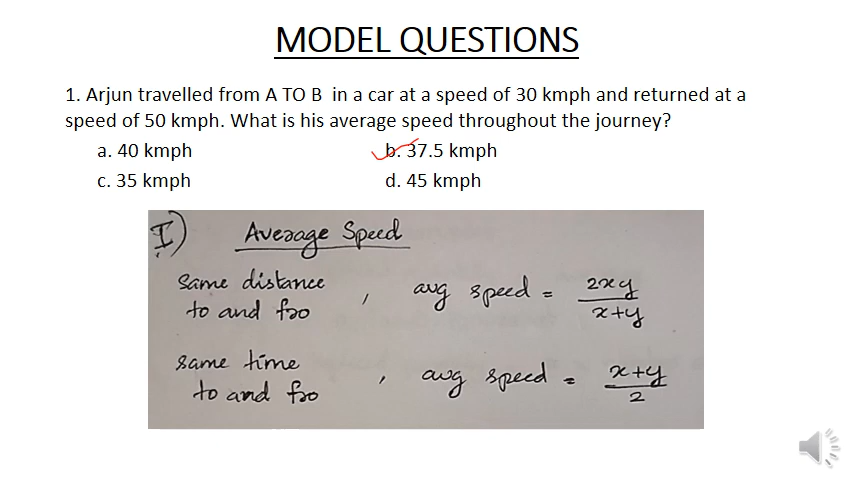 MODEL QUESTIONS
1. Arjun travelled from A TO B in a car at a speed of 30 kmph and returned at a
speed of 50 kmph. What is his average speed throughout the journey?
a. 40 kmph b. 37.5 kmph
c. 35 kmph d. 45 kmph
I) Average Speed
same distance
to and fro , avg speed = 2xy/x+y
same time
to and fro , avg speed = x+y/2